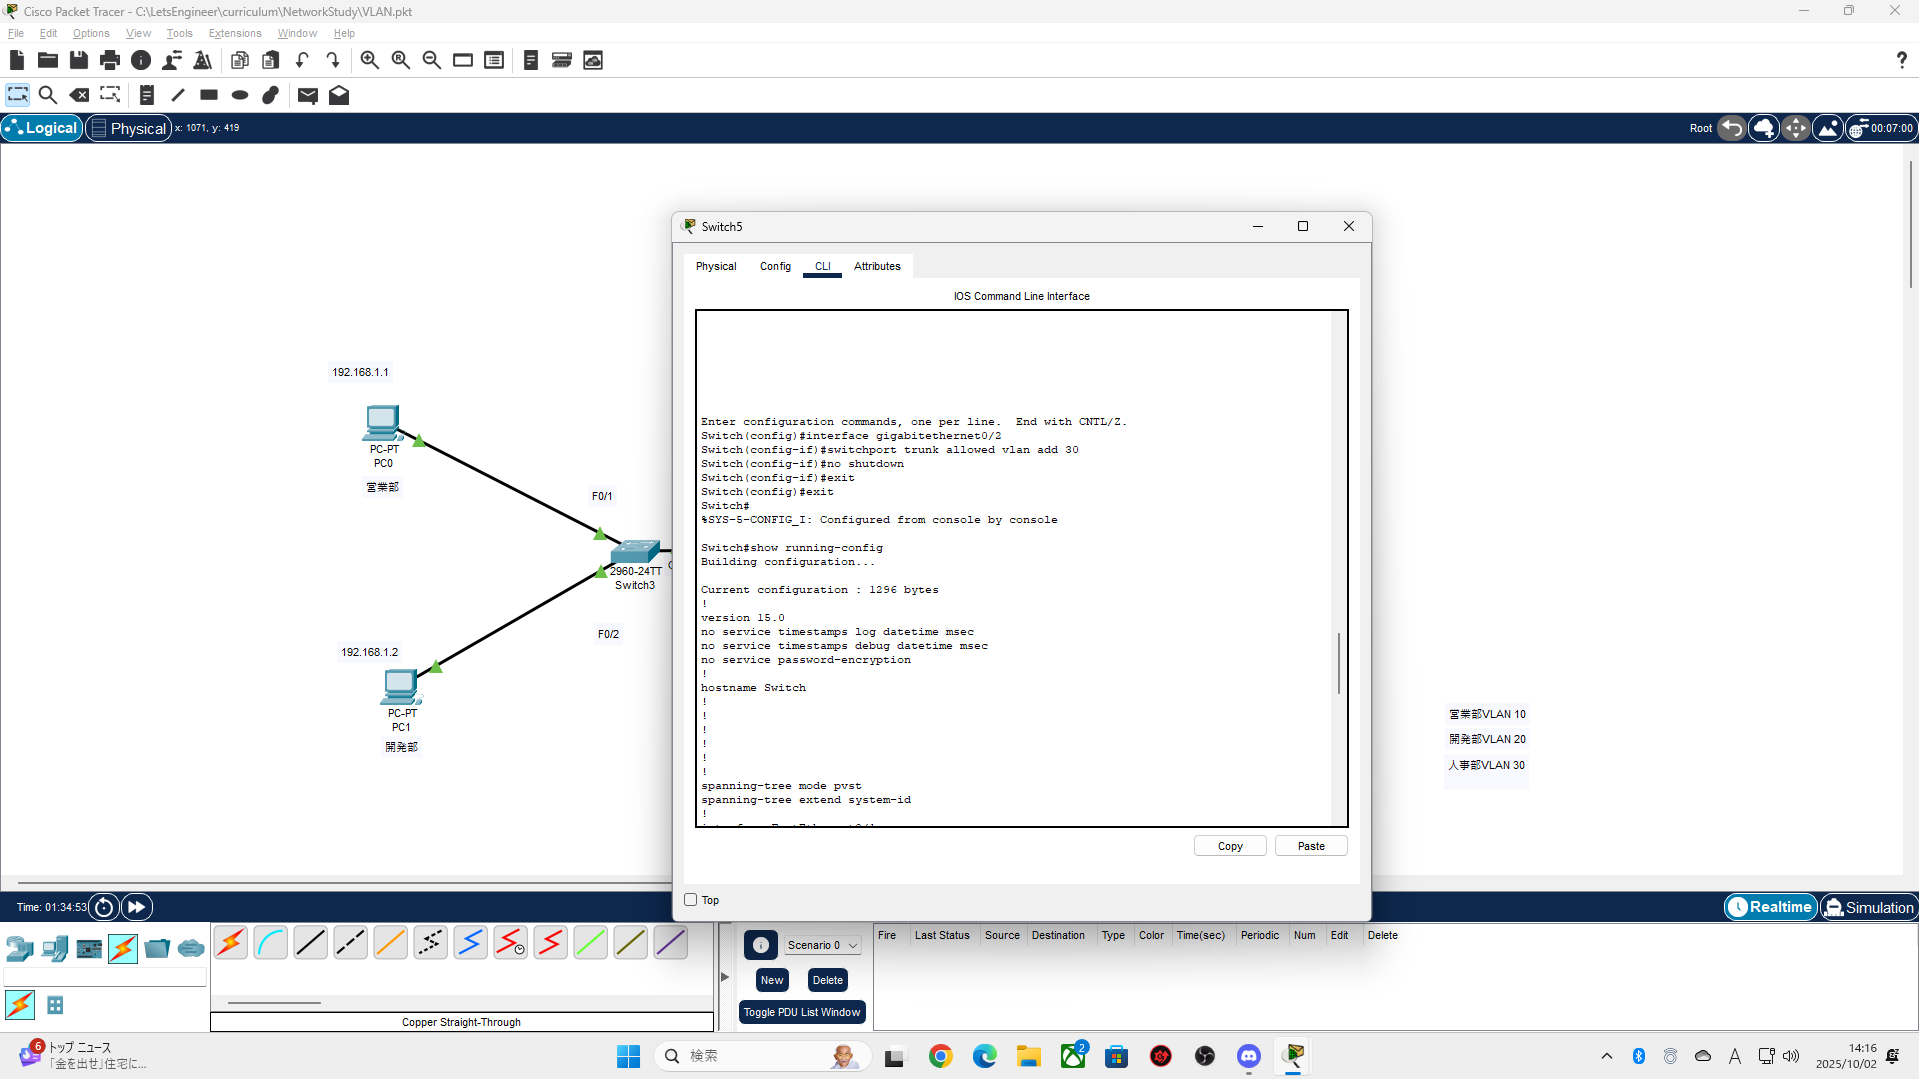 Cisco Packet Tracer - C:\LetsEngineer\curriculum\NetworkStudy\VLAN.pkt
File Edit Options View Tools Extensions Window Help
?
Logical
Physical
x: 1071, y: 419
Root
00:07:00
192.168.1.1
PC-PT
PC0
営業部
F0/1
2960-24TT
Switch3
F0/2
192.168.1.2
PC-PT
PC1
開発部
営業部VLAN 10
開発部VLAN 20
人事部VLAN 30
Switch5
Physical Config CLI Attributes
IOS Command Line Interface
Enter configuration commands, one per line. End with CNTL/Z.
Switch(config)#interface gigabitethernet0/2
Switch(config-if)#switchport trunk allowed vlan add 30
Switch(config-if)#no shutdown
Switch(config-if)#exit
Switch(config)#exit
Switch#
%SYS-5-CONFIG_I: Configured from console by console
Switch#show running-config
Building configuration...
Current configuration : 1296 bytes
!
version 15.0
no service timestamps log datetime msec
no service timestamps debug datetime msec
no service password-encryption
!
hostname Switch
!
!
!
!
!
!
spanning-tree mode pvst
spanning-tree extend system-id
!
Copy Paste
Top
Time: 01:34:53
Realtime
Simulation
Scenario 0
New Delete
Toggle PDU List Window
Fire Last Status Source Destination Type Color Time(sec) Periodic Num Edit Delete
Copper Straight-Through
6
トップ ニュース
「金を出せ」住宅に...
検索
2
A
14:16
2025/10/02